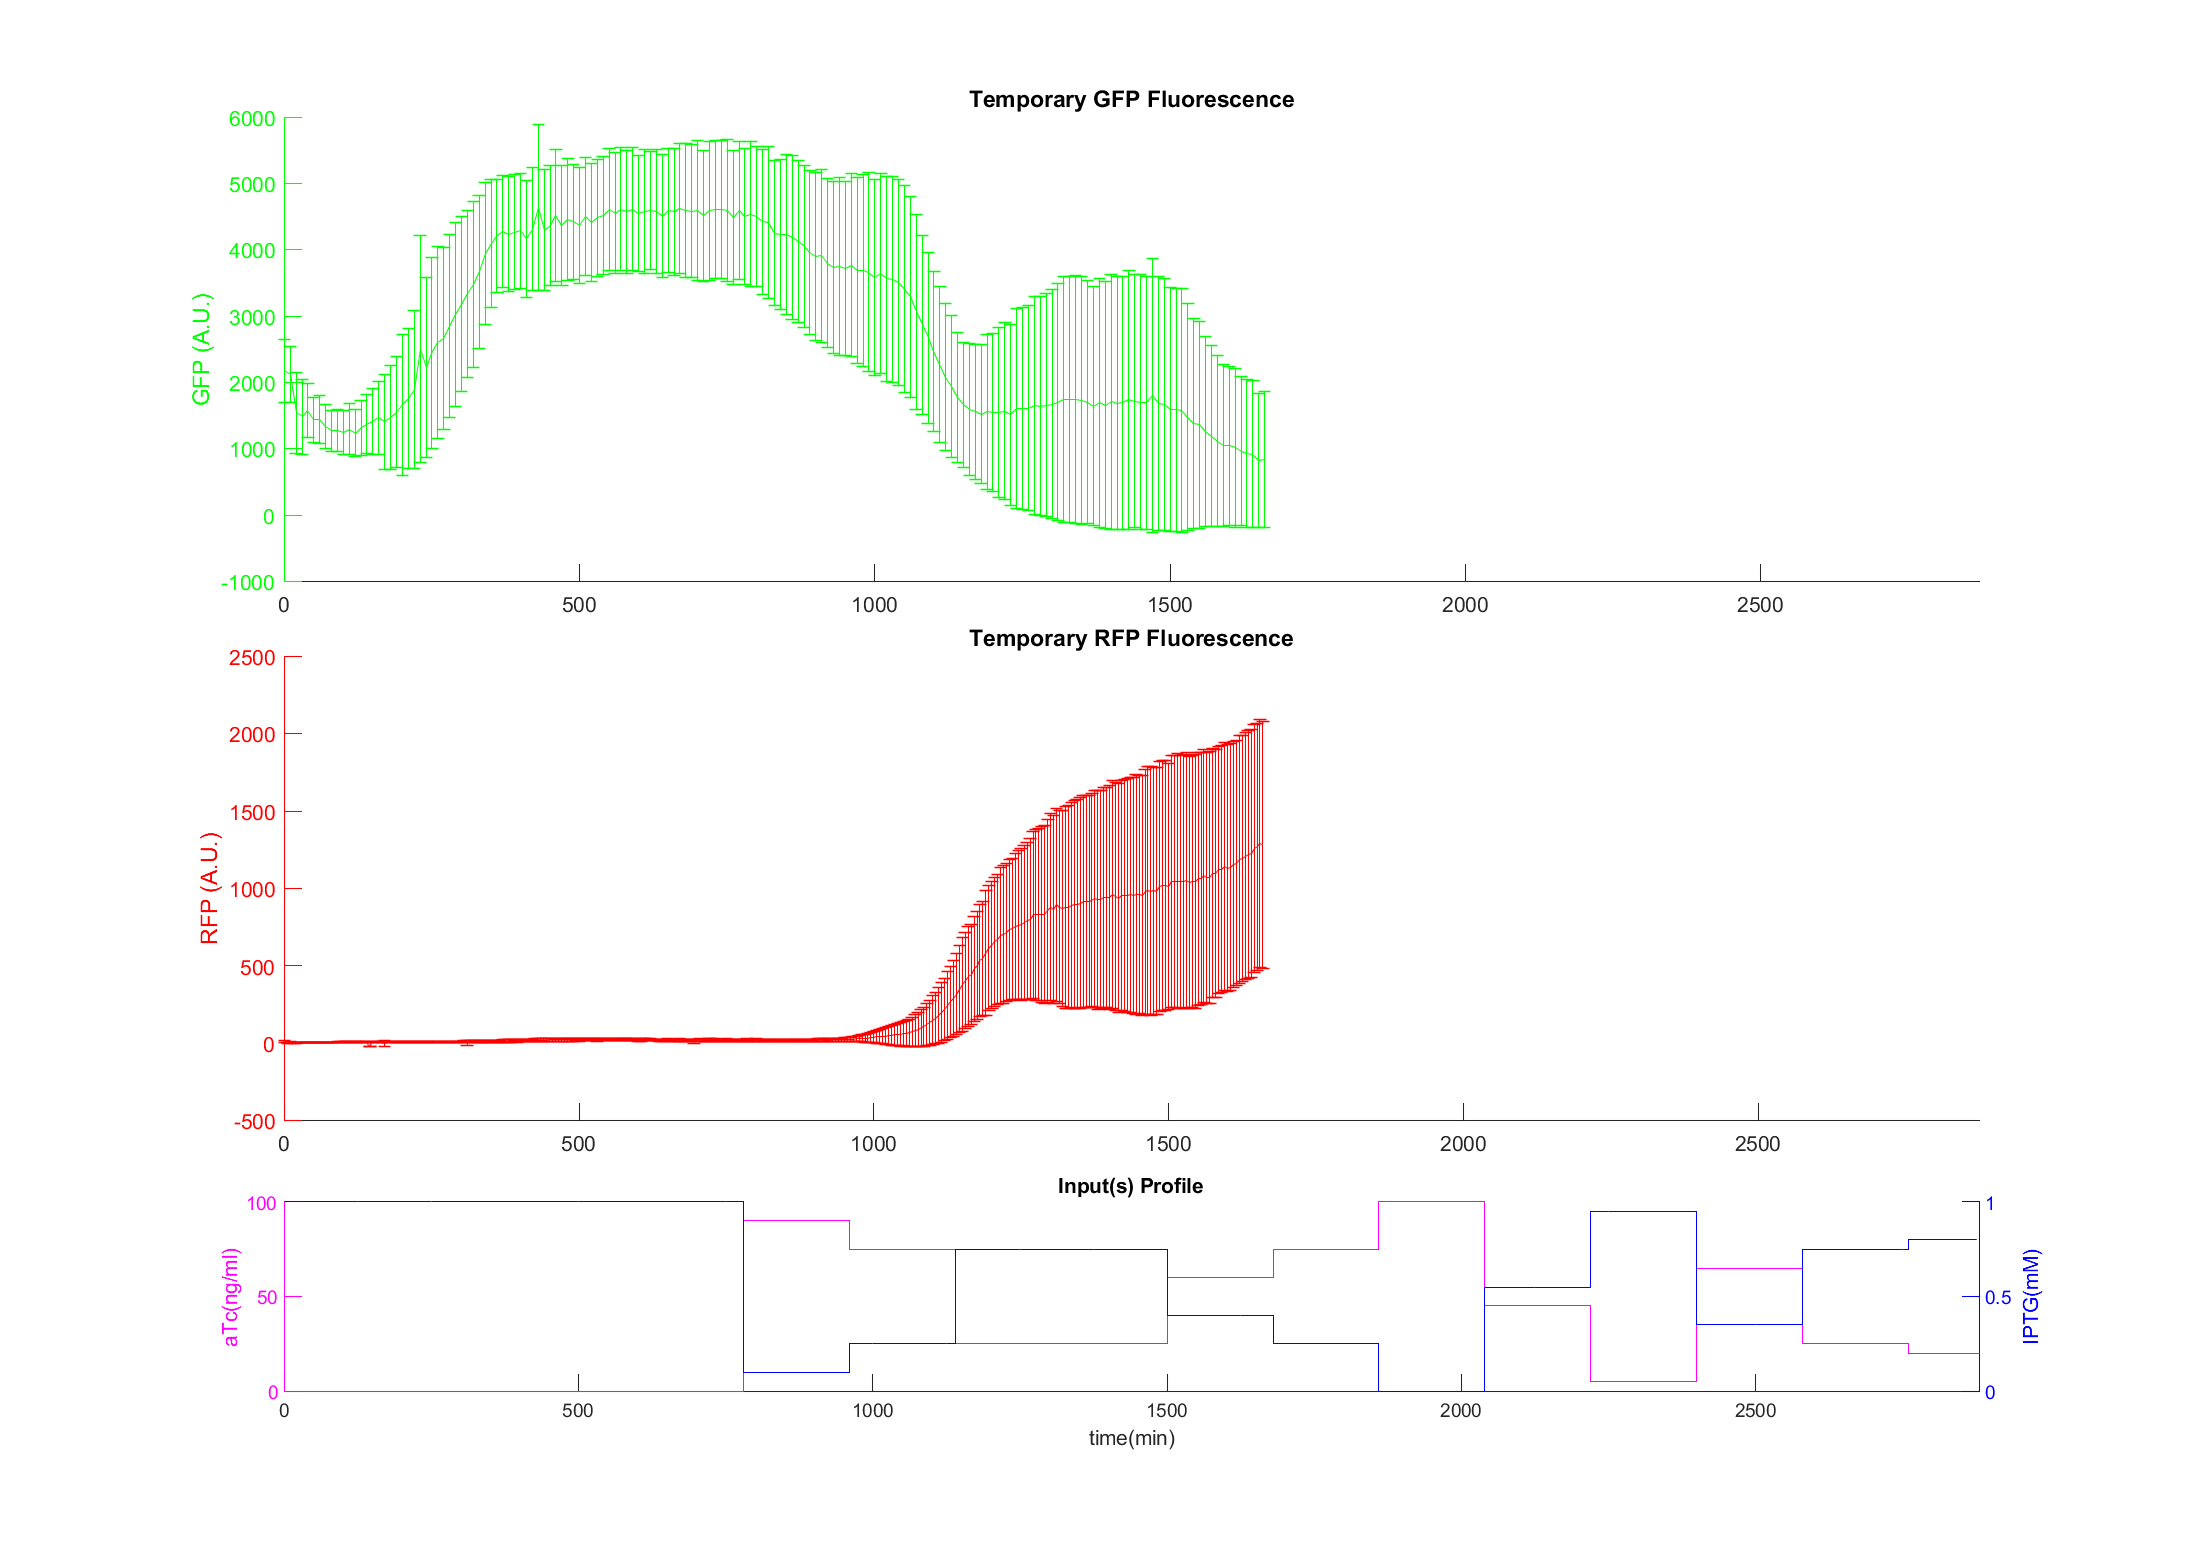 Temporary GFP Fluorescence
6000
5000
4000
3000
2000
1000
0
-1000
GFP (A.U.)
0 500 1000 1500 2000 2500
Temporary RFP Fluorescence
2500
2000
1500
1000
500
0
-500
RFP (A.U.)
0 500 1000 1500 2000 2500
Input(s) Profile
100
50
0
aTc(ng/ml)
1
0.5
0
IPTG(mM)
0 500 1000 1500 2000 2500
time(min)